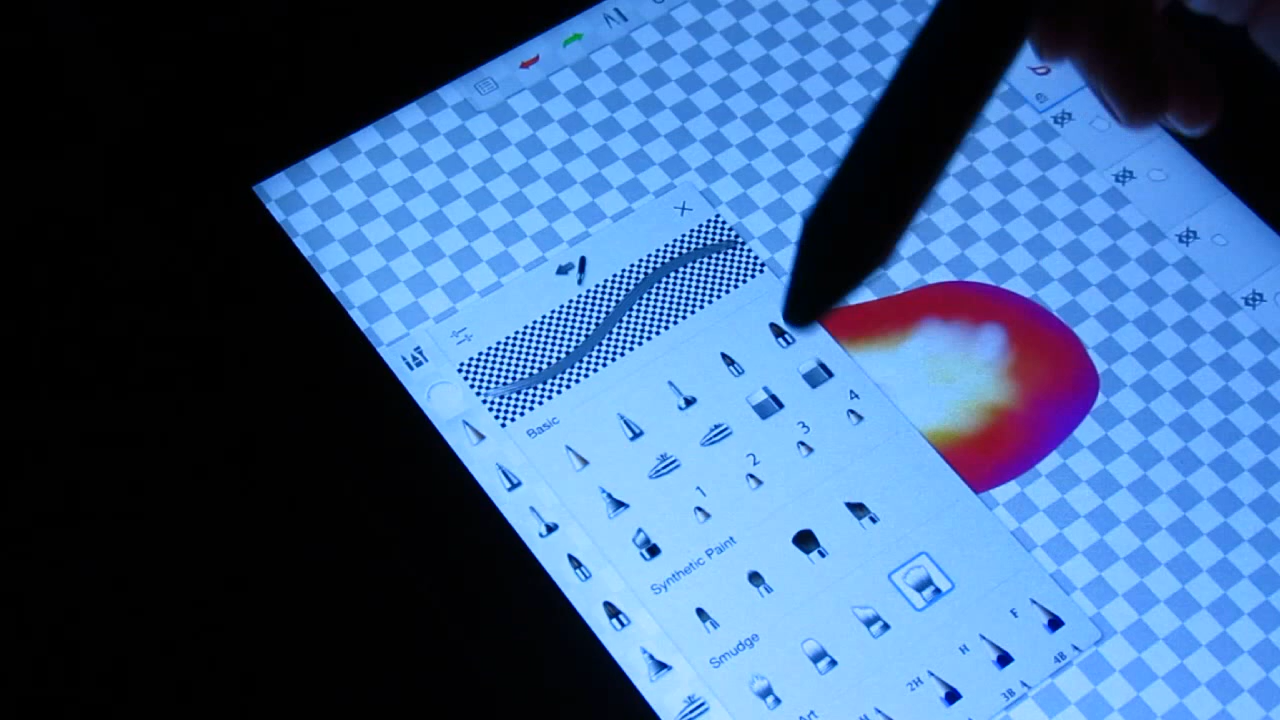 Basic
1 2 3 4
Synthetic Paint
Smudge
2H H F
3B 4B